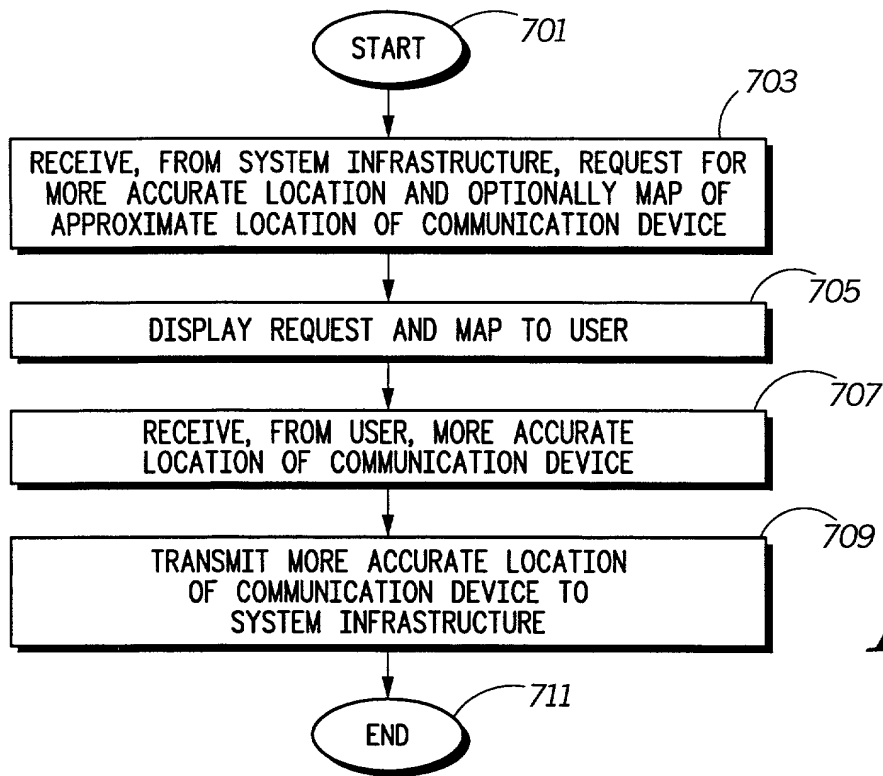 START
701
703
RECEIVE, FROM SYSTEM INFRASTRUCTURE, REQUEST FOR
MORE ACCURATE LOCATION AND OPTIONALLY MAP OF
APPROXIMATE LOCATION OF COMMUNICATION DEVICE
705
DISPLAY REQUEST AND MAP TO USER
707
RECEIVE, FROM USER, MORE ACCURATE
LOCATION OF COMMUNICATION DEVICE
709
TRANSMIT MORE ACCURATE LOCATION
OF COMMUNICATION DEVICE TO
SYSTEM INFRASTRUCTURE
711
END